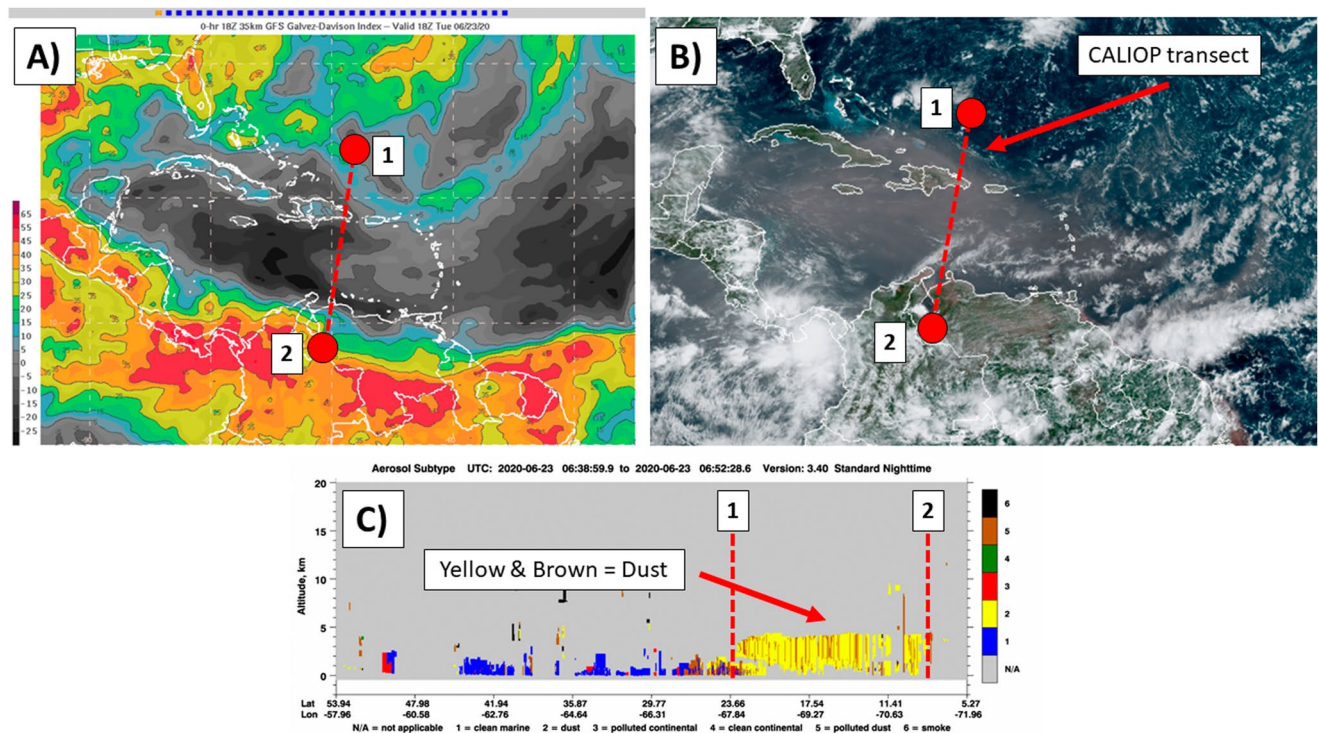 0-hr 18Z 35km GFS Galvez-Davison Index – Valid 18Z Tue 06/23/20
A)
1
2
65
55
45
40
35
30
25
20
15
10
5
0
-5
-10
-15
-20
-25
B)
CALIOP transect
1
2
Aerosol Subtype UTC: 2020-06-23 06:38:59.9 to 2020-06-23 06:52:28.6 Version: 3.40 Standard Nighttime
C)
1
2
Yellow & Brown = Dust
Altitude, km
20
15
10
5
0
6
5
4
3
2
1
N/A
Lat 53.94 47.98 41.94 35.87 29.77 23.66 17.54 11.41 5.27
Lon -57.96 -60.58 -62.76 -64.64 -66.31 -67.84 -69.27 -70.63 -71.96
N/A = not applicable 1 = clean marine 2 = dust 3 = polluted continental 4 = clean continental 5 = polluted dust 6 = smoke